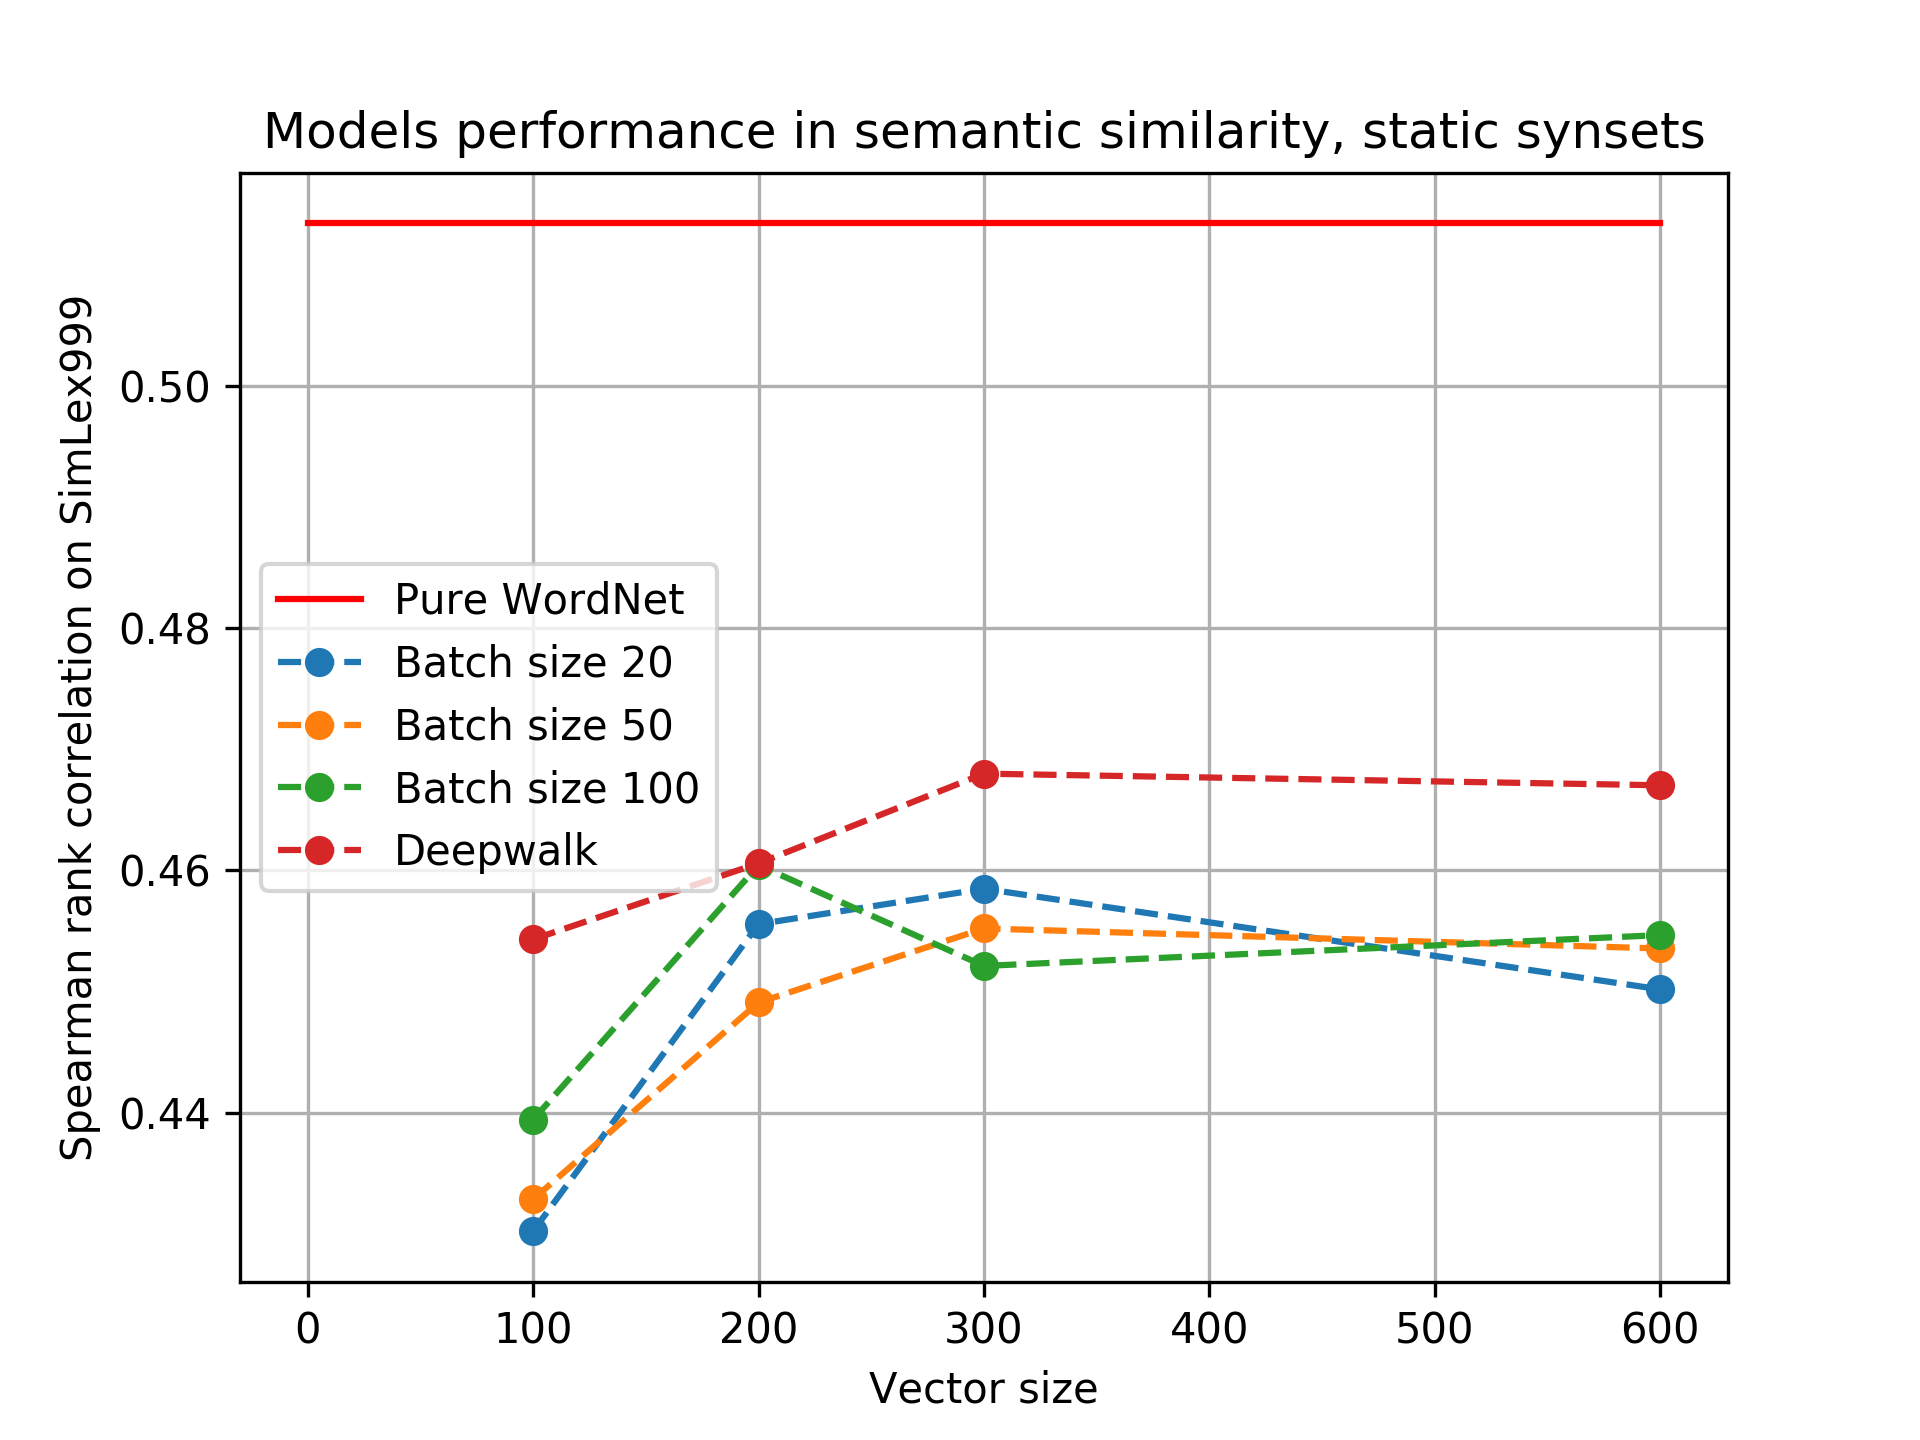 Models performance in semantic similarity, static synsets
Spearman rank correlation on SimLex999
0.50
0.48
0.46
0.44
Pure WordNet
Batch size 20
Batch size 50
Batch size 100
Deepwalk
0 100 200 300 400 500 600
Vector size